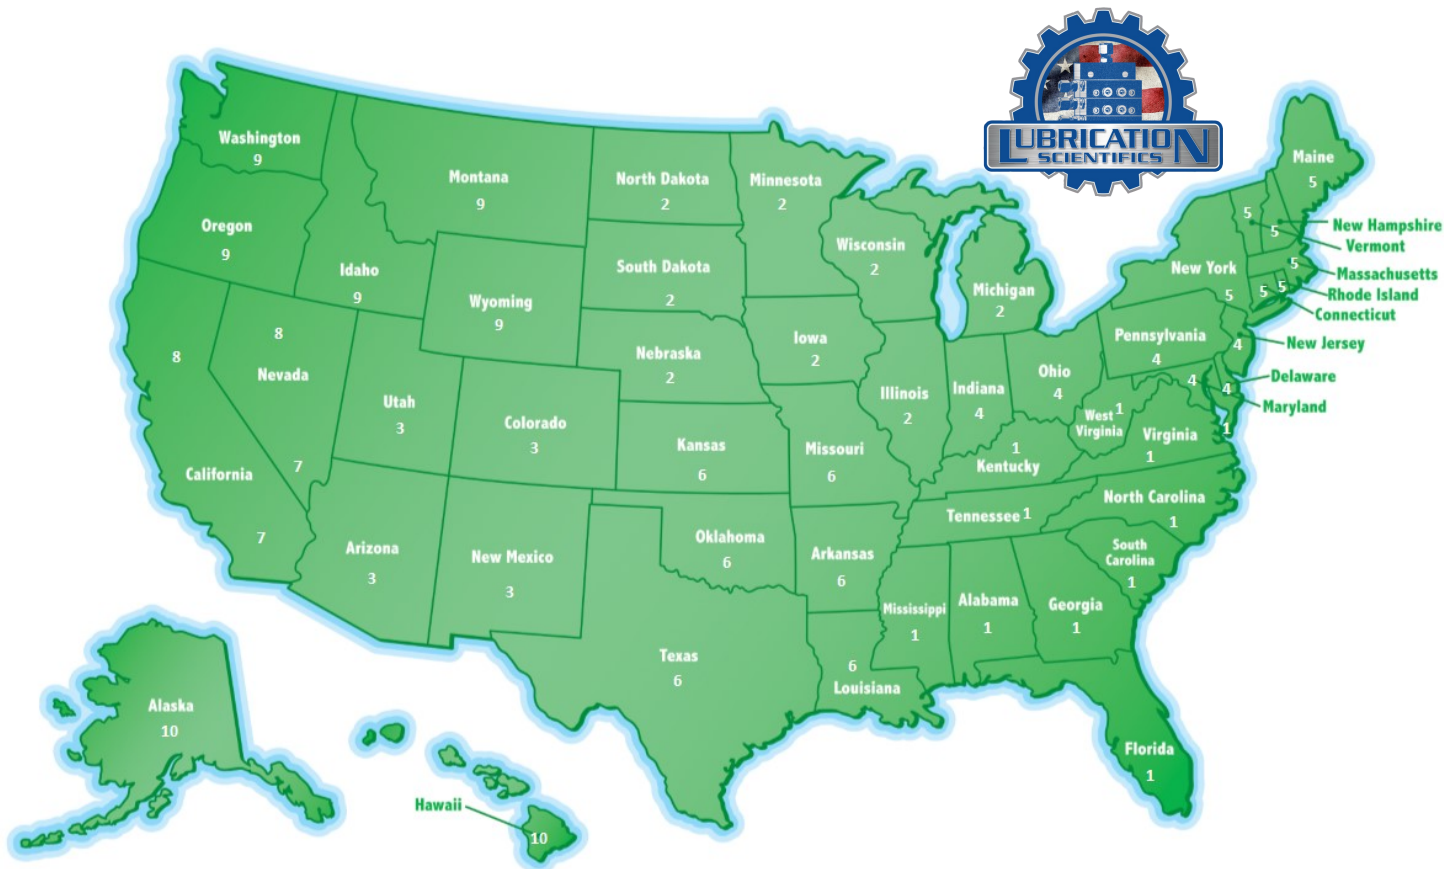 LUBRICATION
SCIENTIFICS
Washington
9
Montana
9
North Dakota
2
Minnesota
2
Maine
5
Oregon
9
Idaho
9
Wyoming
9
South Dakota
2
Wisconsin
2
Michigan
2
New York
5
5
New Hampshire
5
Vermont
5
Massachusetts
5
Rhode Island
5
Connecticut
8
8
Nevada
7
California
7
Utah
3
Colorado
3
Nebraska
2
Iowa
2
Illinois
2
Indiana
4
Ohio
4
Pennsylvania
4
4
New Jersey
4
Delaware
4
Maryland
1
West 1
Virginia
Virginia
1
1
Kentucky
Kansas
6
Missouri
6
Tennessee 1
North Carolina
1
South
Carolina
1
Arizona
3
New Mexico
3
Oklahoma
6
Arkansas
6
Mississippi
1
Alabama
1
Georgia
1
Texas
6
6
Louisiana
Florida
1
Alaska
10
Hawaii
10